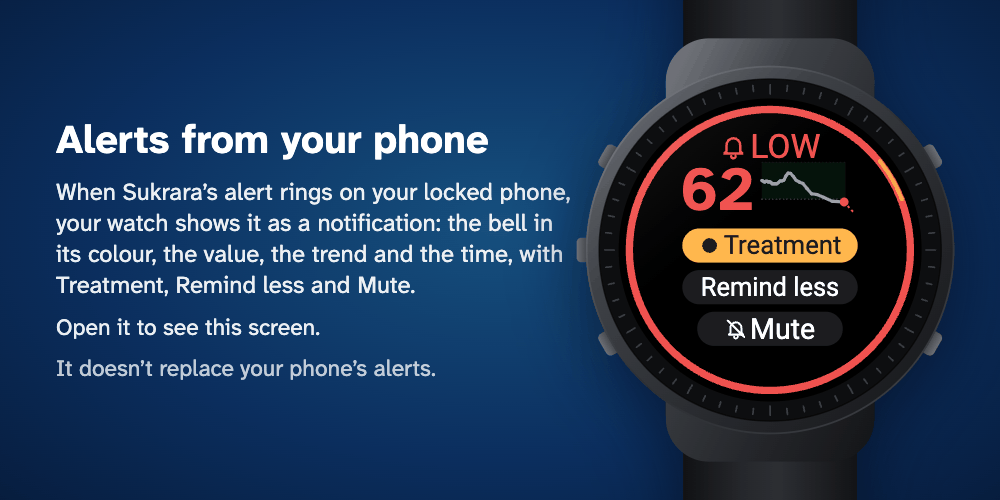 Alerts from your phone
When Sukrara’s alert rings on your locked phone,
your watch shows it as a notification: the bell in
its colour, the value, the trend and the time, with
Treatment, Remind less and Mute.
Open it to see this screen.
It doesn’t replace your phone’s alerts.
LOW
62
Treatment
Remind less
Mute